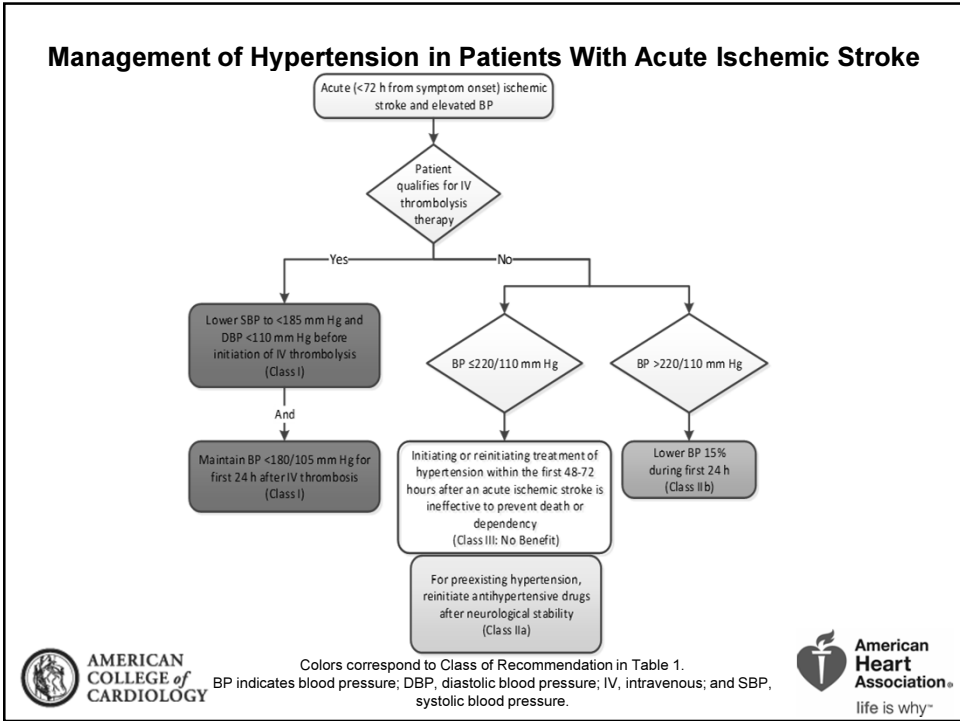 Management of Hypertension in Patients With Acute Ischemic Stroke
Acute (<72 h from symptom onset) ischemic
stroke and elevated BP
Patient
qualifies for IV
thrombolysis
therapy
Yes
No
Lower SBP to <185 mm Hg and
DBP <110 mm Hg before
initiation of IV thrombolysis
(Class I)
And
Maintain BP <180/105 mm Hg for
first 24 h after IV thrombosis
(Class I)
BP ≤220/110 mm Hg
Initiating or reinitiating treatment of
hypertension within the first 48-72
hours after an acute ischemic stroke is
ineffective to prevent death or
dependency
(Class III: No Benefit)
For preexisting hypertension,
reinitiate antihypertensive drugs
after neurological stability
(Class IIa)
BP >220/110 mm Hg
Lower BP 15%
during first 24 h
(Class IIb)
AMERICAN
COLLEGE of
CARDIOLOGY
Colors correspond to Class of Recommendation in Table 1.
BP indicates blood pressure; DBP, diastolic blood pressure; IV, intravenous; and SBP,
systolic blood pressure.
American
Heart
Association®
life is why™